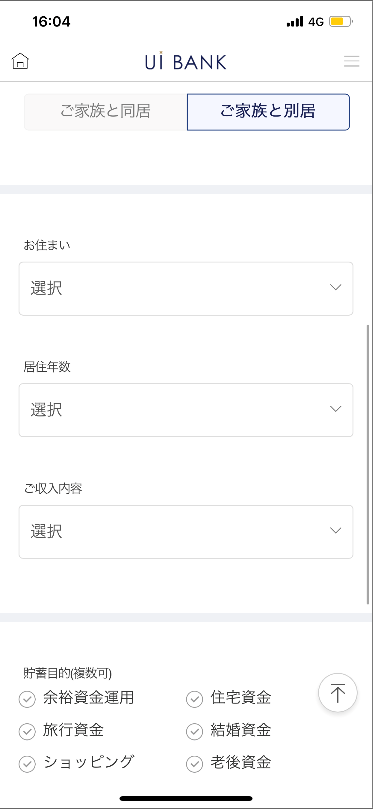 16:04 4G
UI BANK
ご家族と同居 ご家族と別居
お住まい
選択
居住年数
選択
ご収入内容
選択
貯蓄目的(複数可)
余裕資金運用 住宅資金
旅行資金 結婚資金
ショッピング 老後資金